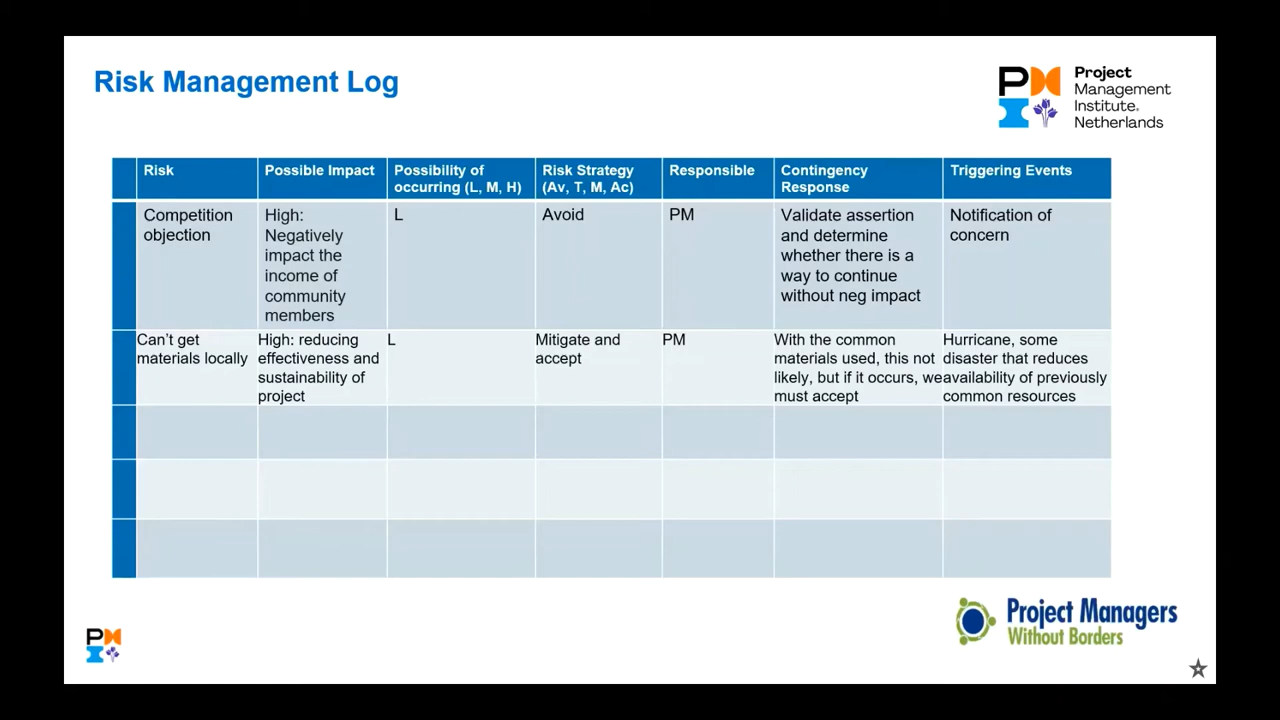 Risk Management Log
Project
Management
Institute®
Netherlands
Risk
Possible Impact
Possibility of
occurring (L, M, H)
Risk Strategy
(Av, T, M, Ac)
Responsible
Contingency
Response
Triggering Events
Competition
objection
High:
Negatively
impact the
income of
community
members
L
Avoid
PM
Validate assertion
and determine
whether there is a
way to continue
without neg impact
Notification of
concern
Can't get
materials locally
High: reducing
effectiveness and
sustainability of
project
L
Mitigate and
accept
PM
With the common
materials used, this not
likely, but if it occurs, we
must accept
Hurricane, some
disaster that reduces
availability of previously
common resources
Project Managers
Without Borders